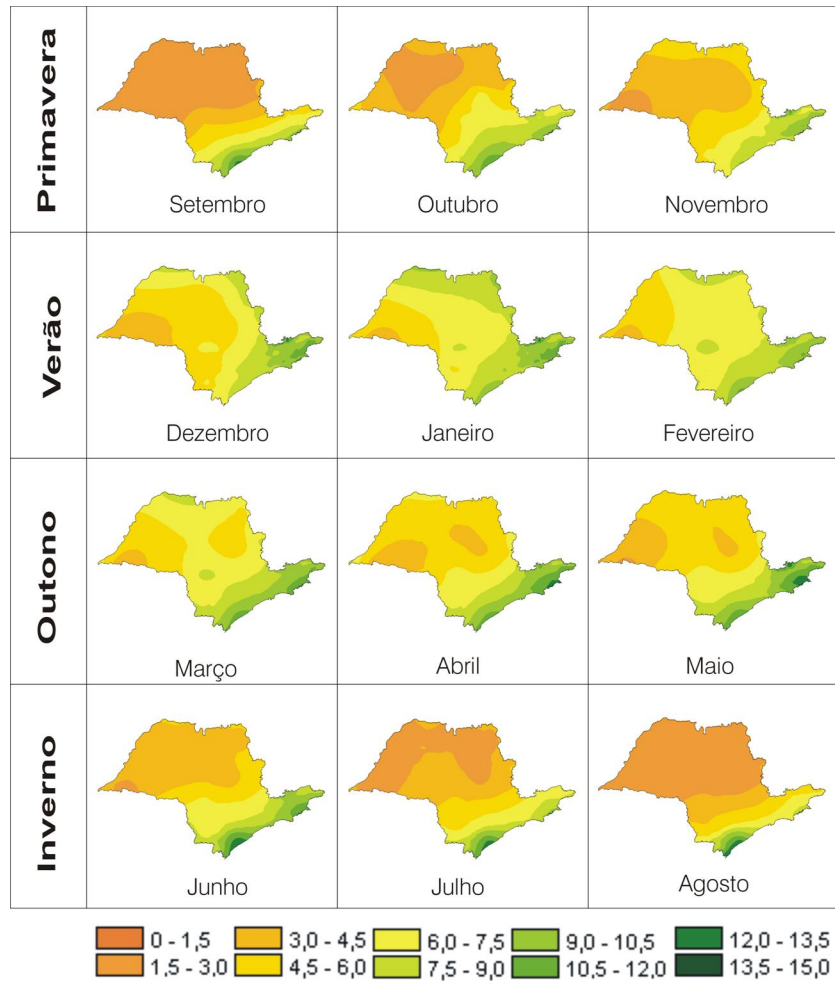 Primavera
Setembro
Outubro
Novembro
Verão
Dezembro
Janeiro
Fevereiro
Outono
Março
Abril
Maio
Inverno
Junho
Julho
Agosto
0 - 1,5
3,0 - 4,5
6,0 - 7,5
9,0 - 10,5
12,0 - 13,5
1,5 - 3,0
4,5 - 6,0
7,5 - 9,0
10,5 - 12,0
13,5 - 15,0